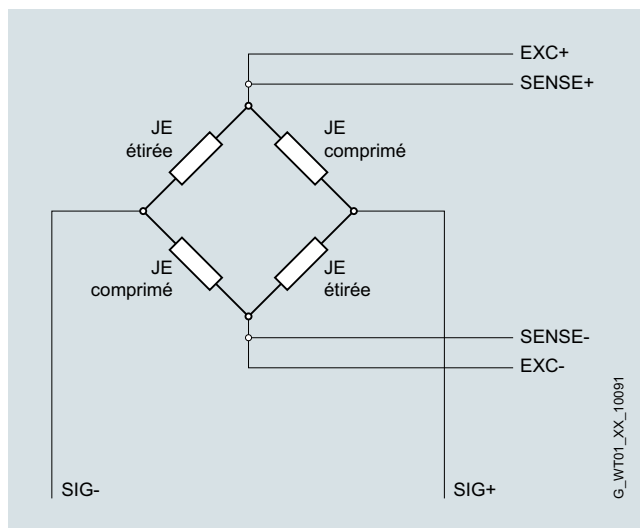 EXC+
SENSE+
JE
étirée
JE
comprimé
JE
comprimé
JE
étirée
SENSE-
EXC-
SIG-
SIG+
G_WT01_XX_10091